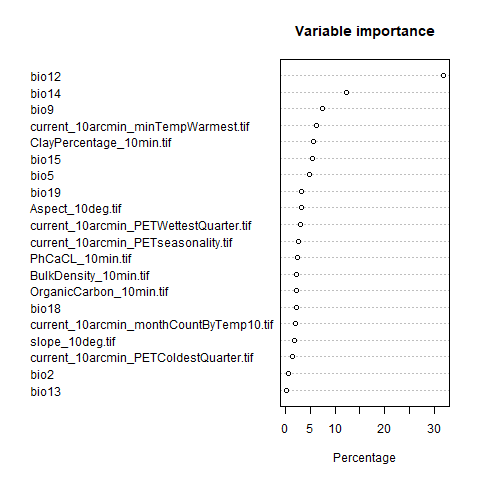 Variable importance
bio12
bio14
bio9
current_10arcmin_minTempWarmest.tif
ClayPercentage_10min.tif
bio15
bio5
bio19
Aspect_10deg.tif
current_10arcmin_PETWettestQuarter.tif
current_10arcmin_PETseasonality.tif
PhCaCL_10min.tif
BulkDensity_10min.tif
OrganicCarbon_10min.tif
bio18
current_10arcmin_monthCountByTemp10.tif
slope_10deg.tif
current_10arcmin_PETColdestQuarter.tif
bio2
bio13
0 5 10 20 30
Percentage